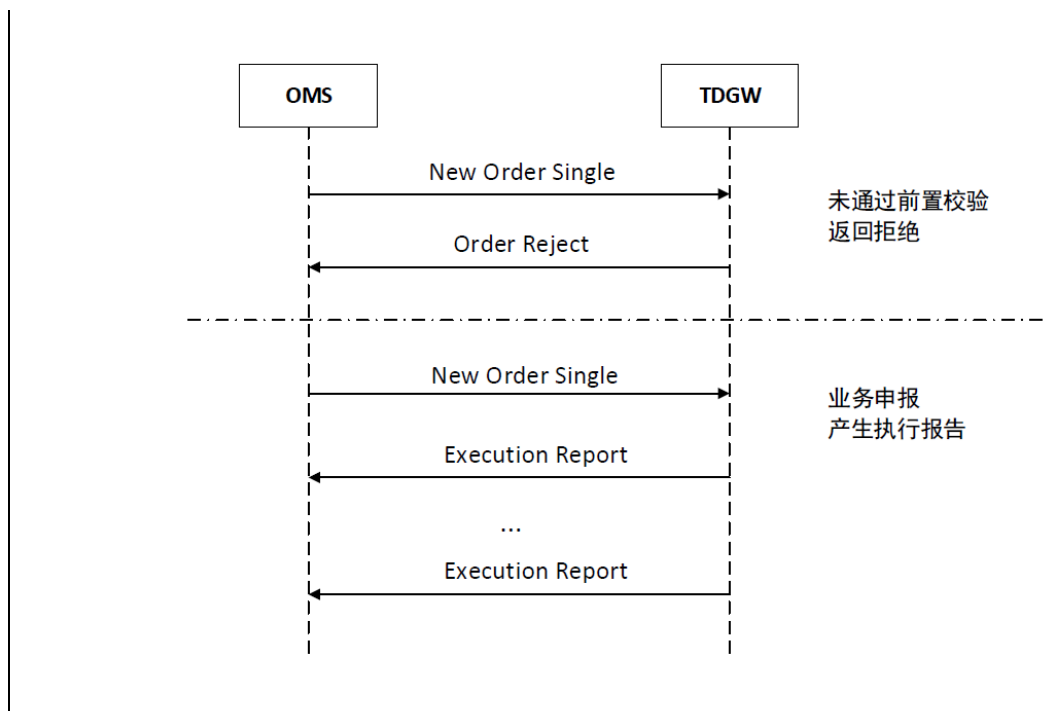 OMS
TDGW
New Order Single
未通过前置校验
返回拒绝
Order Reject
New Order Single
业务申报
产生执行报告
Execution Report
...
Execution Report